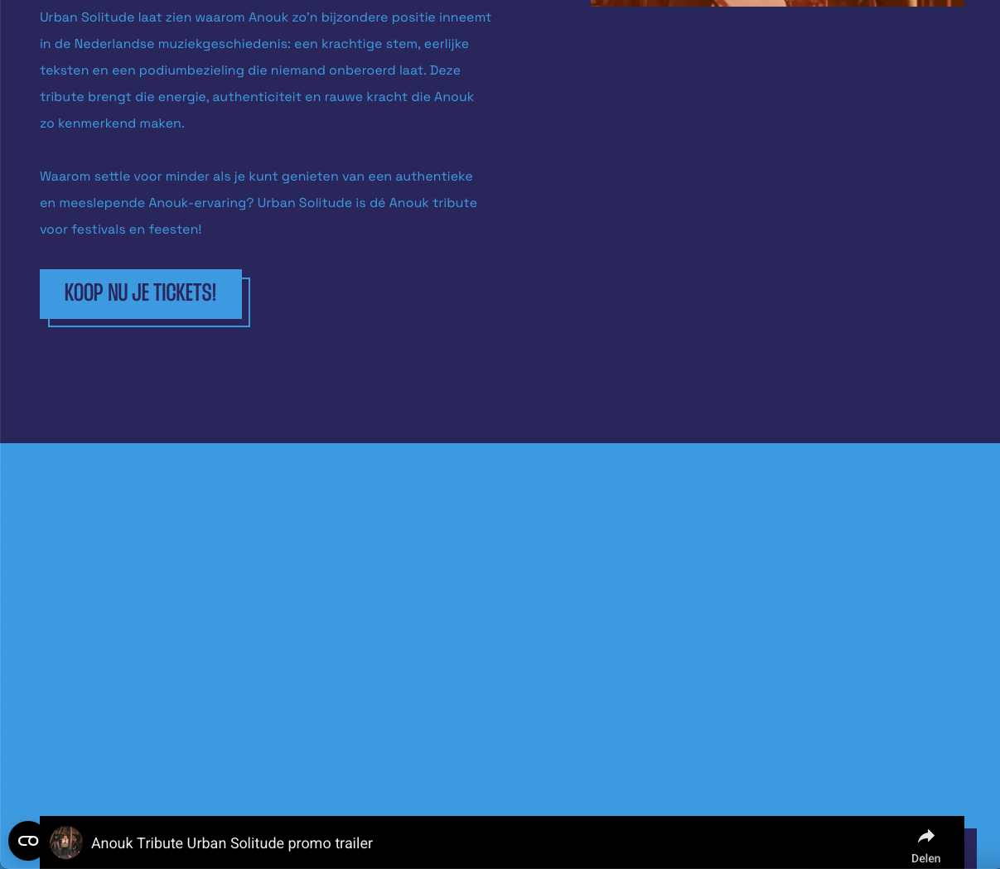 Urban Solitude laat zien waarom Anouk zo’n bijzondere positie inneemt
in de Nederlandse muziekgeschiedenis: een krachtige stem, eerlijke
teksten en een podiumbezieling die niemand onberoerd laat. Deze
tribute brengt die energie, authenticiteit en rauwe kracht die Anouk
zo kenmerkend maken.
Waarom settle voor minder als je kunt genieten van een authentieke
en meeslepende Anouk-ervaring? Urban Solitude is dé Anouk tribute
voor festivals en feesten!
KOOP NU JE TICKETS!
Anouk Tribute Urban Solitude promo trailer
Delen